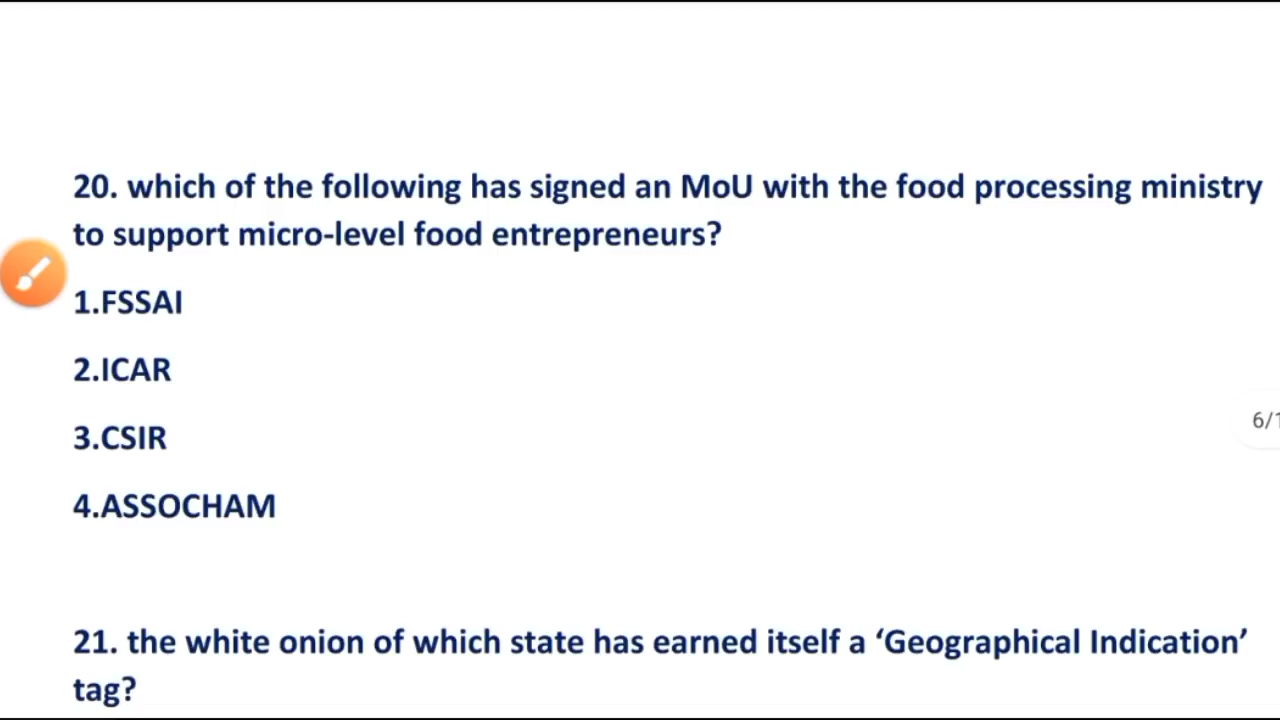 20. which of the following has signed an MoU with the food processing ministry
to support micro-level food entrepreneurs?
1.FSSAI
2.ICAR
3.CSIR
6/1
4.ASSOCHAM
21. the white onion of which state has earned itself a ‘Geographical Indication’
tag?